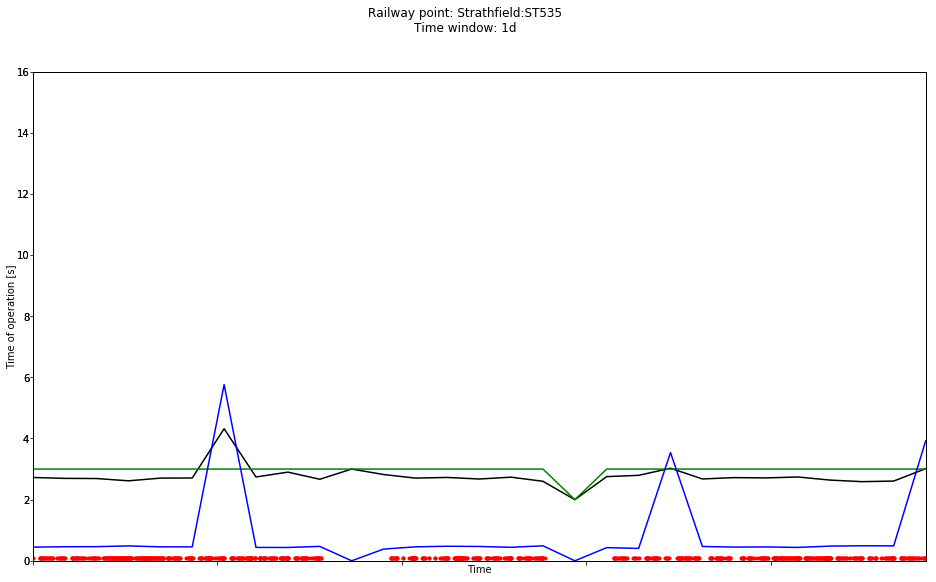 Railway point: Strathfield:ST535
Time window: 1d
16
14
12
10
8
6
4
2
0
Time of operation [s]
Time